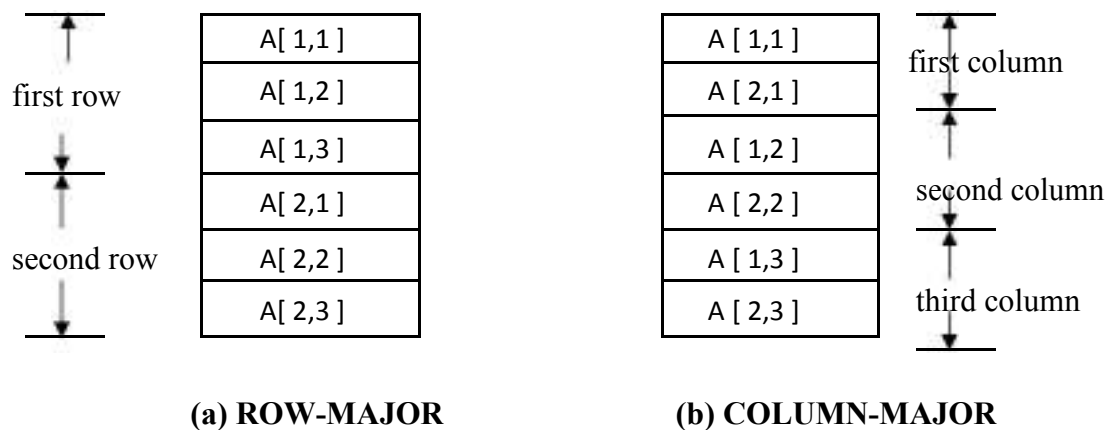 A[ 1,1 ]
first row
A[ 1,2 ]
A[ 1,3 ]
A[ 2,1 ]
second row
A[ 2,2 ]
A[ 2,3 ]
(a) ROW-MAJOR
A [ 1,1 ]
first column
A [ 2,1 ]
A [ 1,2 ]
A [ 2,2 ]
second column
A [ 1,3 ]
A [ 2,3 ]
third column
(b) COLUMN-MAJOR